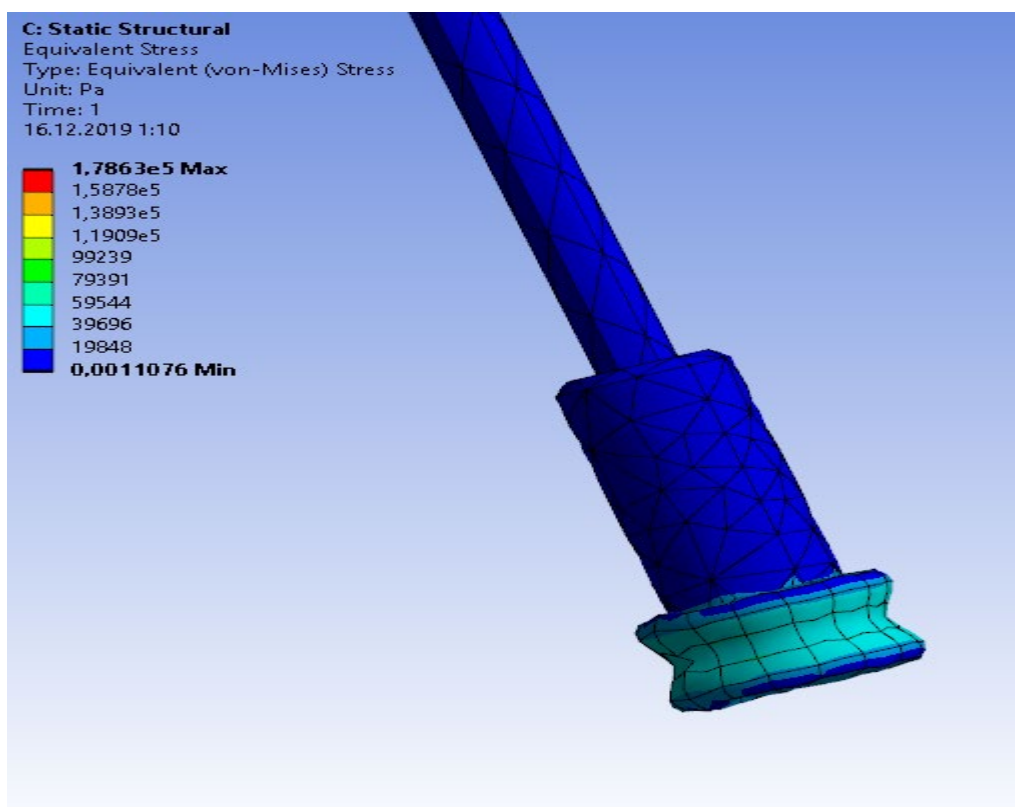 C: Static Structural
Equivalent Stress
Type: Equivalent (von-Mises) Stress
Unit: Pa
Time: 1
16.12.2019 1:10
1,7863e5 Max
1,5878e5
1,3893e5
1,1909e5
99239
79391
59544
39696
19848
0,0011076 Min